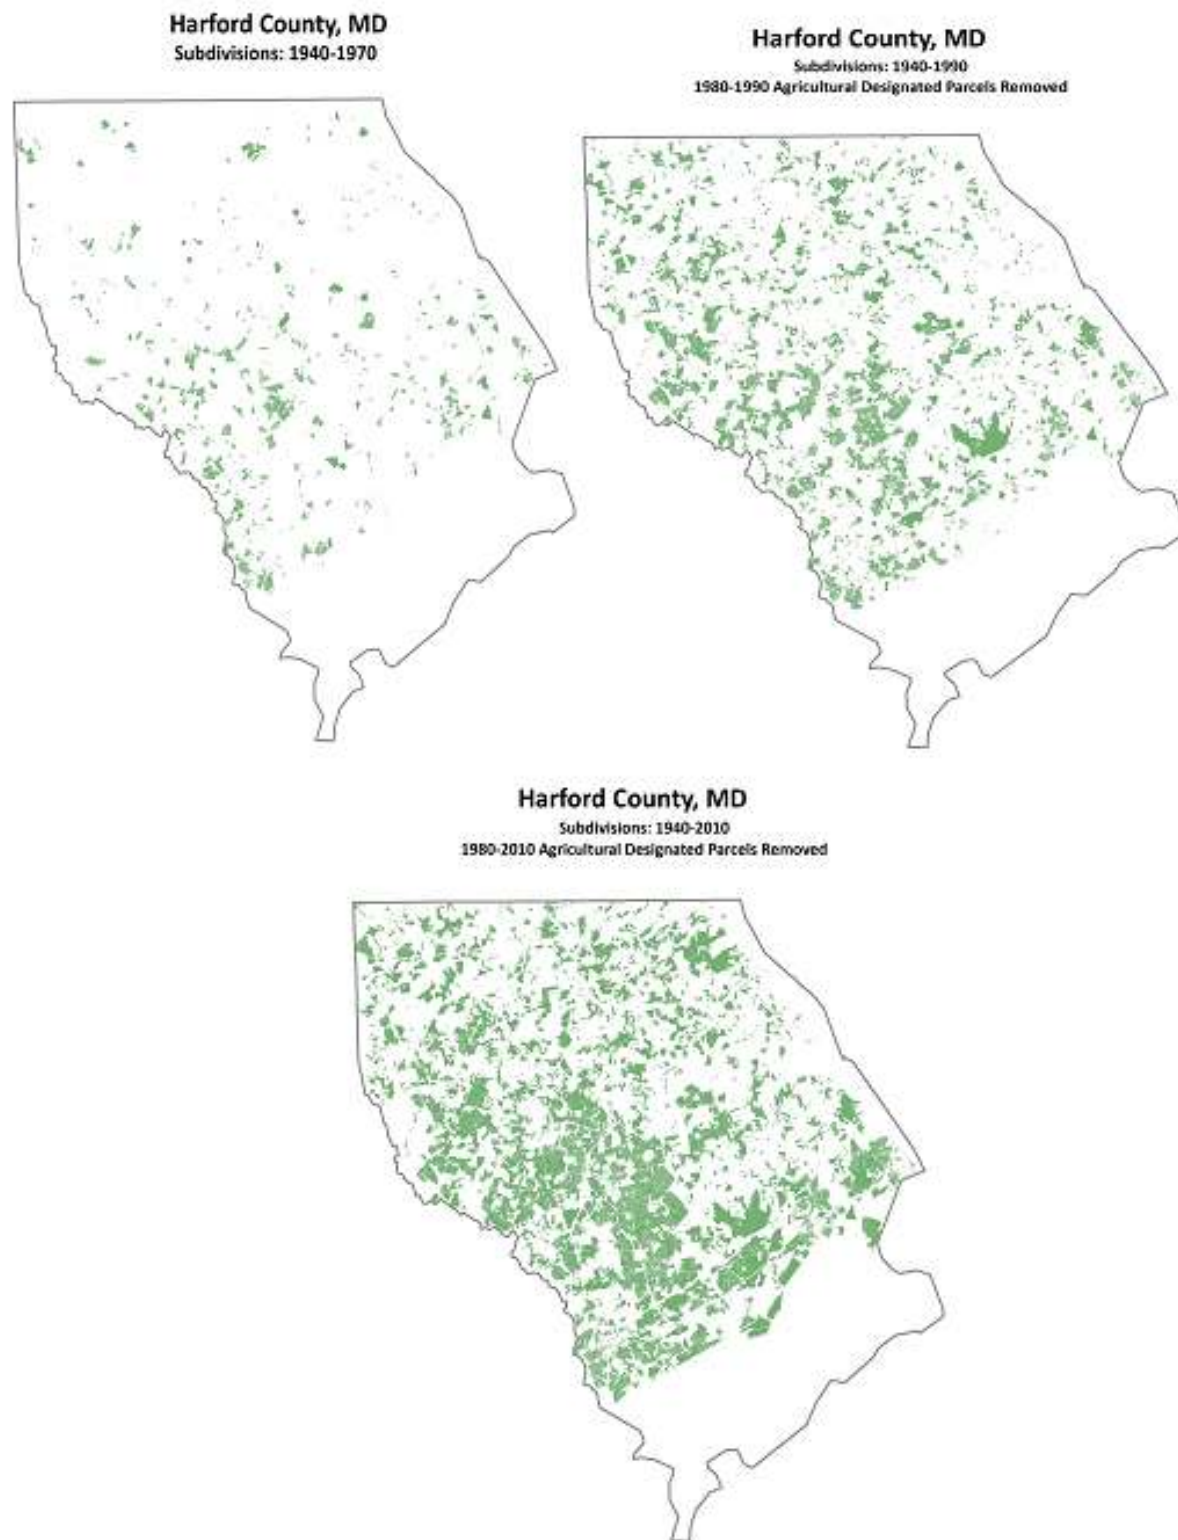 Harford County, MD
Subdivisions: 1940-1970
Harford County, MD
Subdivisions: 1940-1990
1980-1990 Agricultural Designated Parcels Removed
Harford County, MD
Subdivisions: 1940-2010
1980-2010 Agricultural Designated Parcels Removed